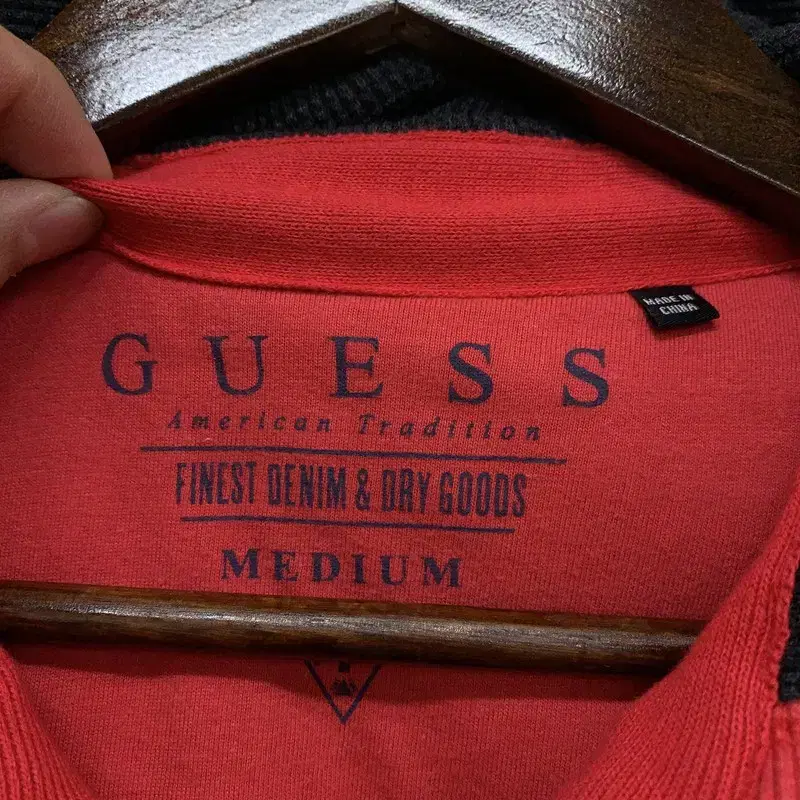 MADE IN
CHINA
GUESS
American Tradition
FINEST DENIM & DRY GOODS
MEDIUM